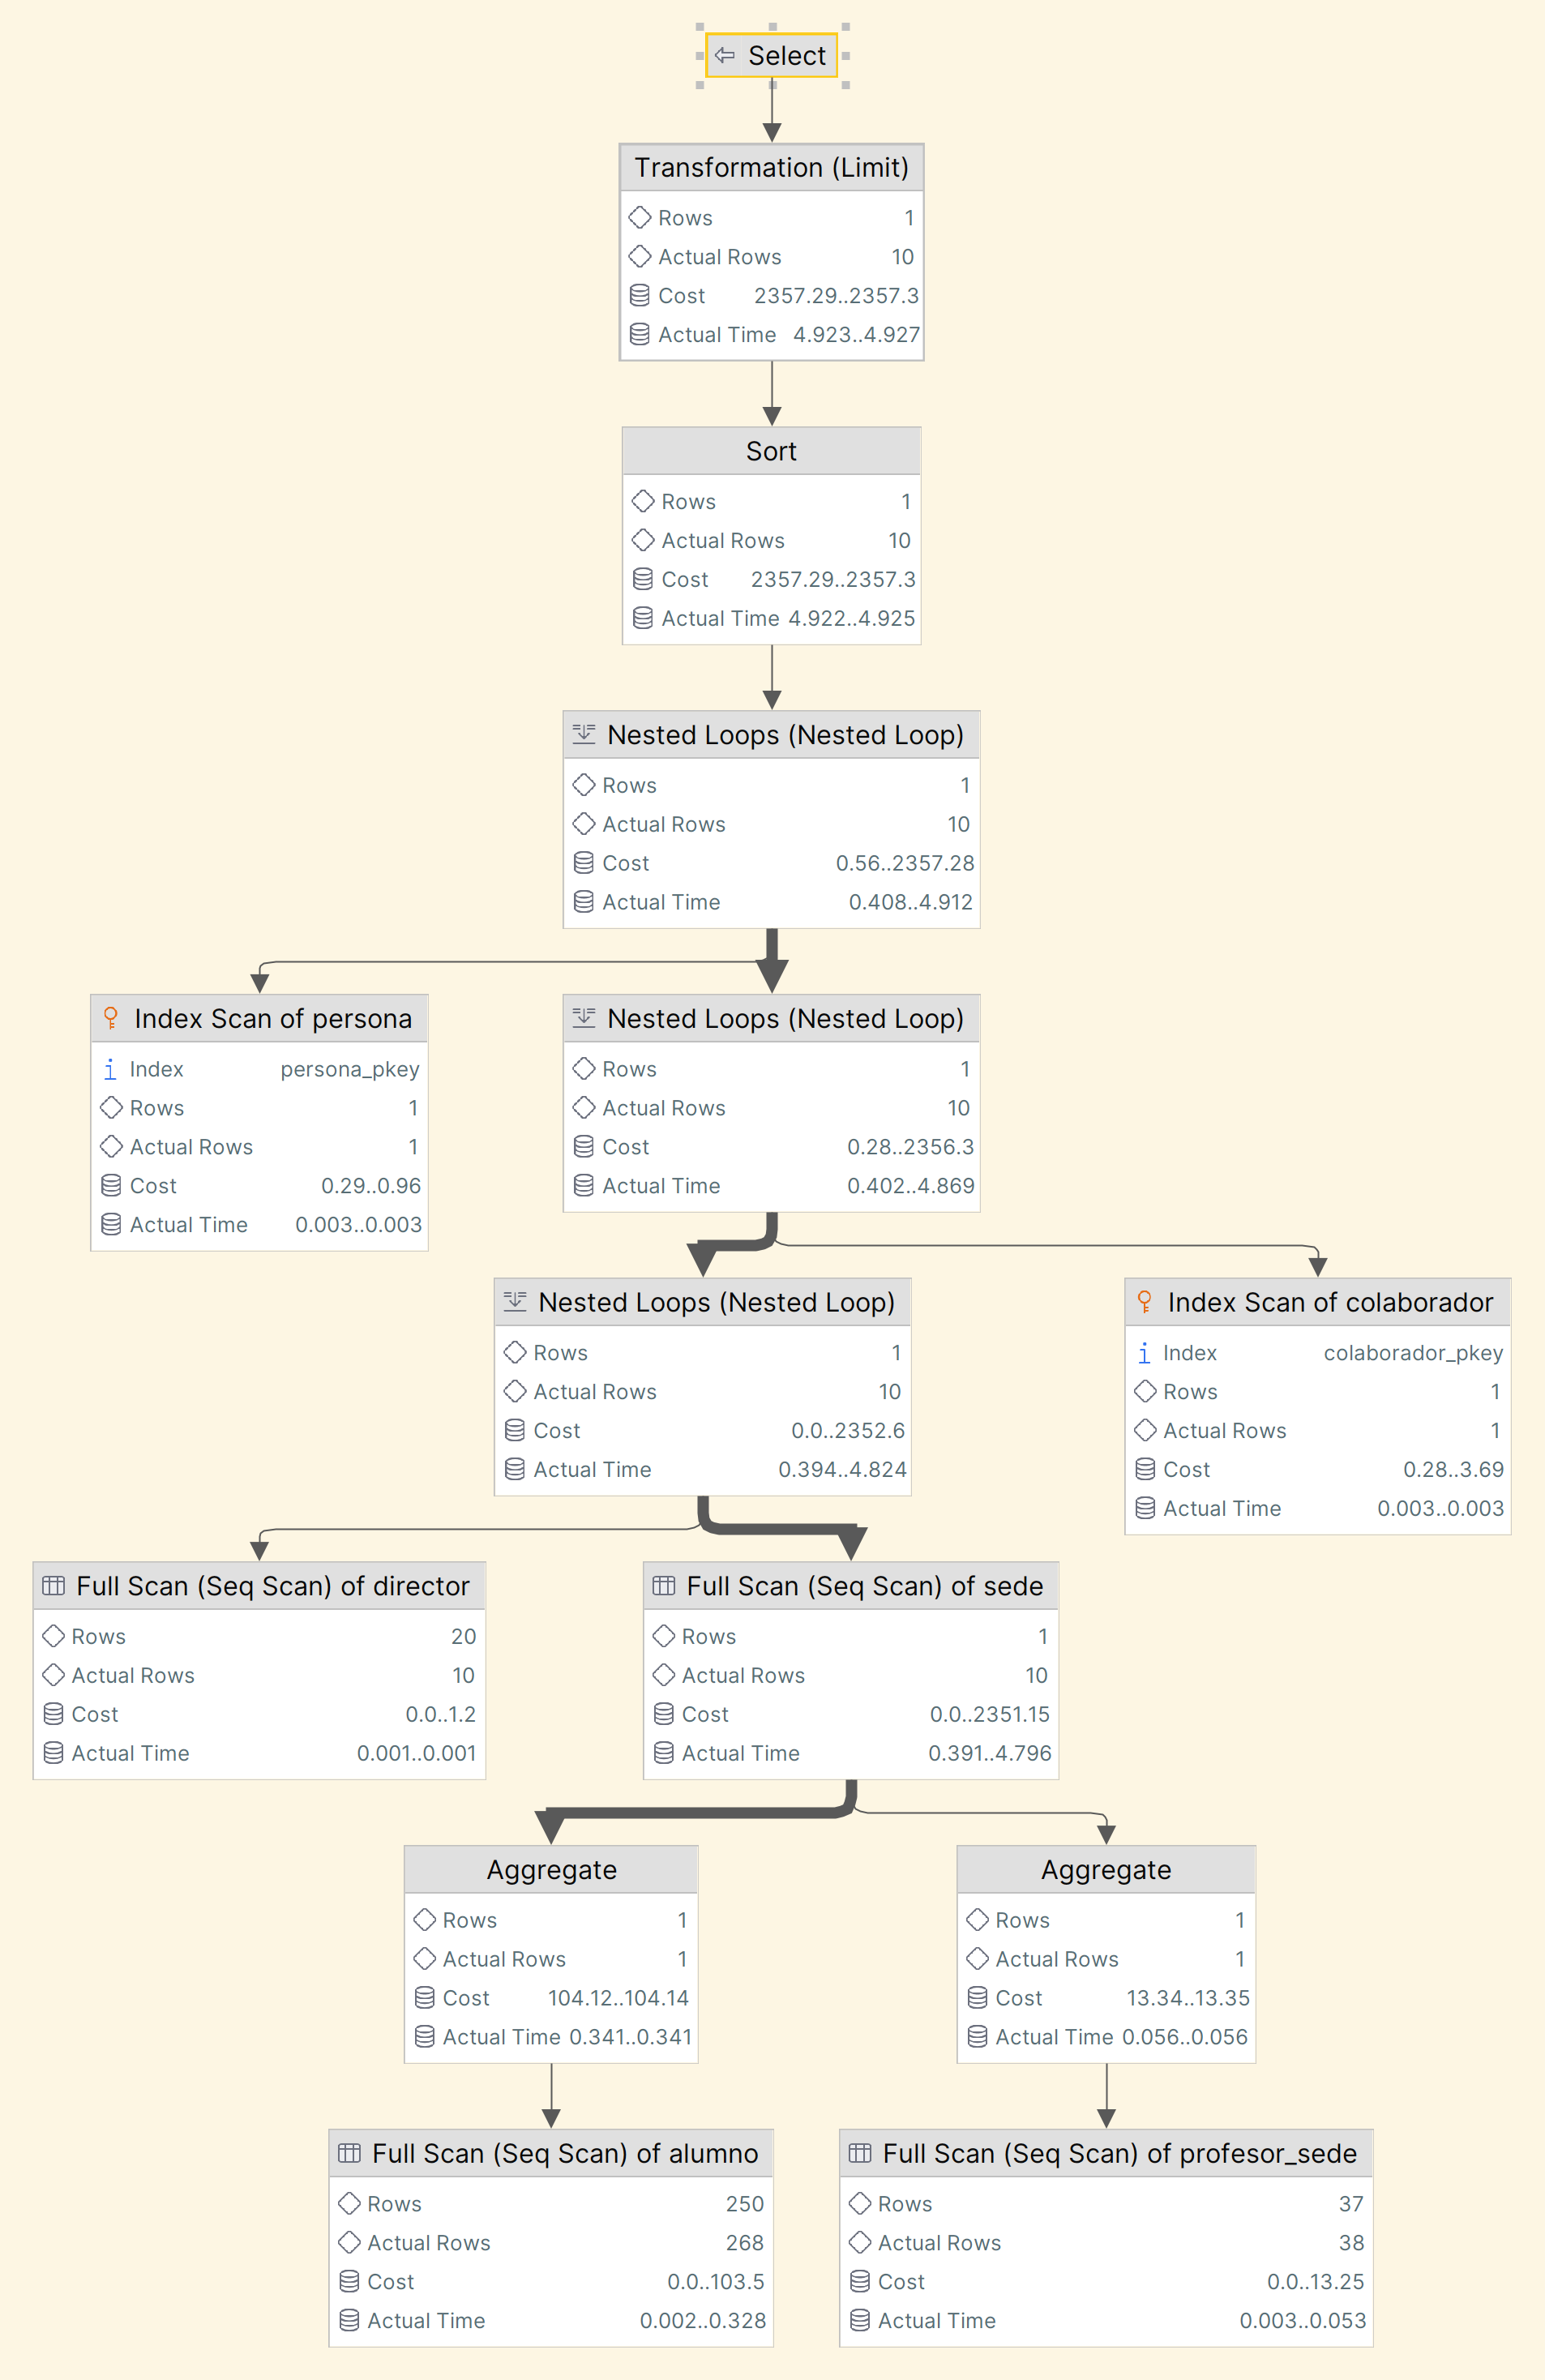 Select
Transformation (Limit)
Rows 1
Actual Rows 10
Cost 2357.29..2357.3
Actual Time 4.923..4.927
Sort
Rows 1
Actual Rows 10
Cost 2357.29..2357.3
Actual Time 4.922..4.925
Nested Loops (Nested Loop)
Rows 1
Actual Rows 10
Cost 0.56..2357.28
Actual Time 0.408..4.912
Index Scan of persona
Index persona_pkey
Rows 1
Actual Rows 1
Cost 0.29..0.96
Actual Time 0.003..0.003
Nested Loops (Nested Loop)
Rows 1
Actual Rows 10
Cost 0.28..2356.3
Actual Time 0.402..4.869
Nested Loops (Nested Loop)
Rows 1
Actual Rows 10
Cost 0.0..2352.6
Actual Time 0.394..4.824
Index Scan of colaborador
Index colaborador_pkey
Rows 1
Actual Rows 1
Cost 0.28..3.69
Actual Time 0.003..0.003
Full Scan (Seq Scan) of director
Rows 20
Actual Rows 10
Cost 0.0..1.2
Actual Time 0.001..0.001
Full Scan (Seq Scan) of sede
Rows 1
Actual Rows 10
Cost 0.0..2351.15
Actual Time 0.391..4.796
Aggregate
Rows 1
Actual Rows 1
Cost 104.12..104.14
Actual Time 0.341..0.341
Aggregate
Rows 1
Actual Rows 1
Cost 13.34..13.35
Actual Time 0.056..0.056
Full Scan (Seq Scan) of alumno
Rows 250
Actual Rows 268
Cost 0.0..103.5
Actual Time 0.002..0.328
Full Scan (Seq Scan) of profesor_sede
Rows 37
Actual Rows 38
Cost 0.0..13.25
Actual Time 0.003..0.053